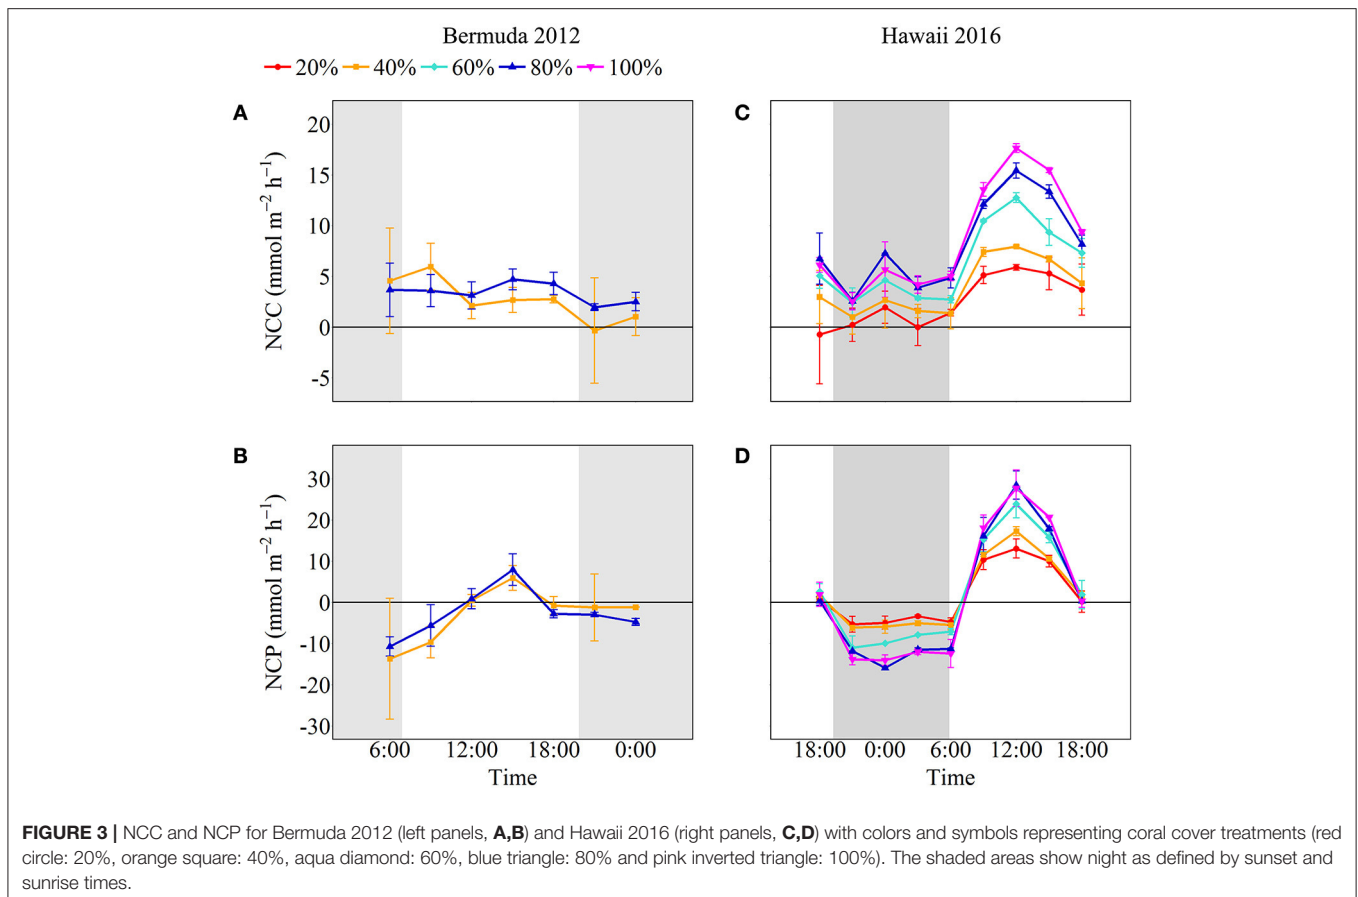 Bermuda 2012
Hawaii 2016
20% 40% 60% 80% 100%
A
20
15
10
5
0
-5
NCC (mmol m−2 h−1)
C
B
30
20
10
0
-10
-20
-30
NCP (mmol m−2 h−1)
6:00 12:00 18:00 0:00
Time
D
18:00 0:00 6:00 12:00 18:00
Time
FIGURE 3 | NCC and NCP for Bermuda 2012 (left panels, A,B) and Hawaii 2016 (right panels, C,D) with colors and symbols representing coral cover treatments (red
circle: 20%, orange square: 40%, aqua diamond: 60%, blue triangle: 80% and pink inverted triangle: 100%). The shaded areas show night as defined by sunset and
sunrise times.